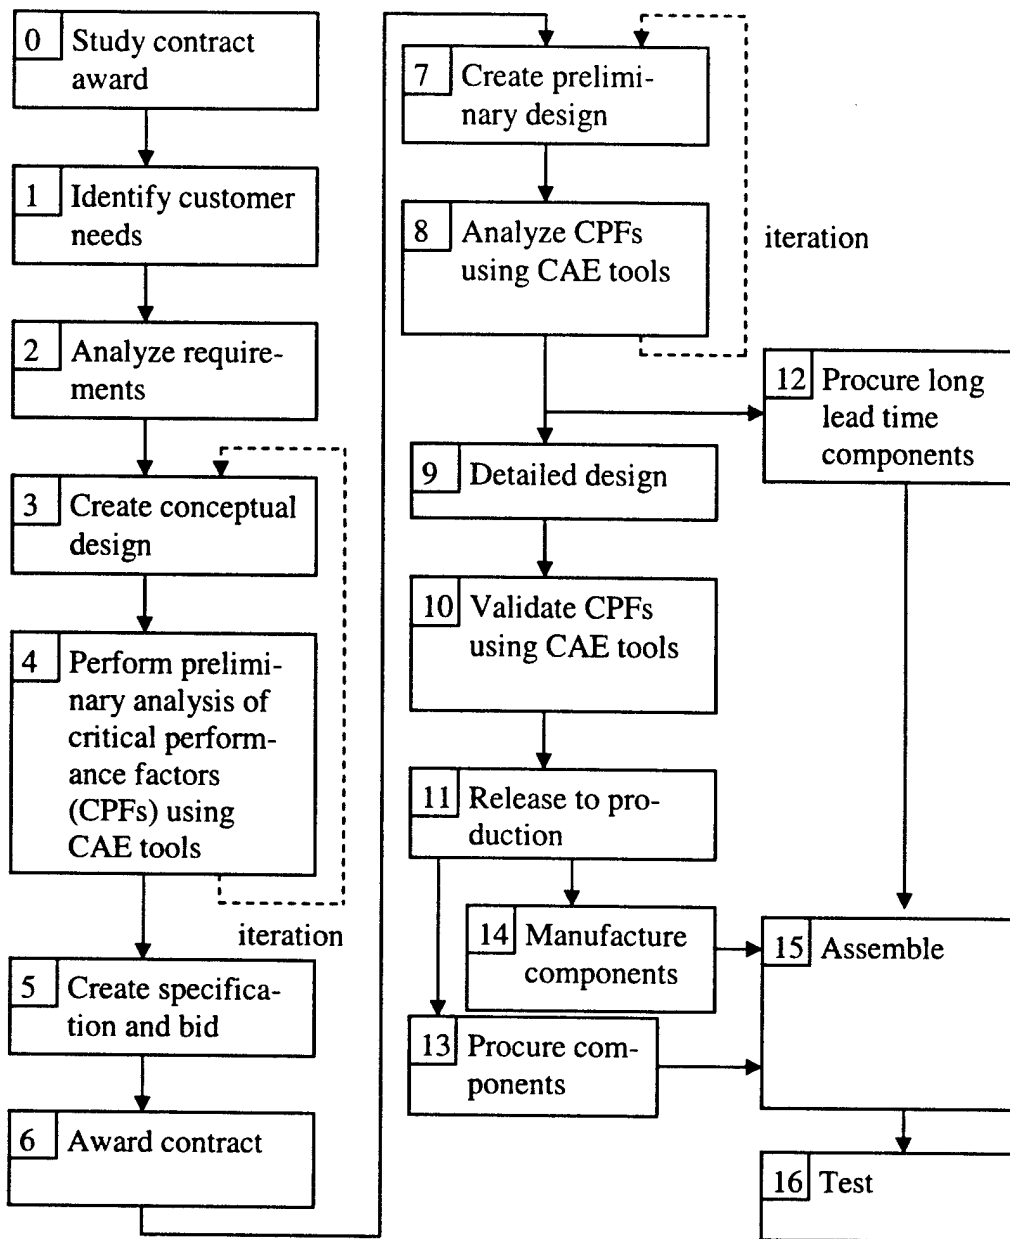 0 Study contract
award
1 Identify customer
needs
2 Analyze require-
ments
3 Create conceptual
design
4 Perform prelimi-
nary analysis of
critical perform-
ance factors
(CPFs) using
CAE tools
iteration
5 Create specifica-
tion and bid
6 Award contract
7 Create prelimi-
nary design
8 Analyze CPFs
using CAE tools
iteration
9 Detailed design
10 Validate CPFs
using CAE tools
11 Release to pro-
duction
12 Procure long
lead time
components
14 Manufacture
components
13 Procure com-
ponents
15 Assemble
16 Test